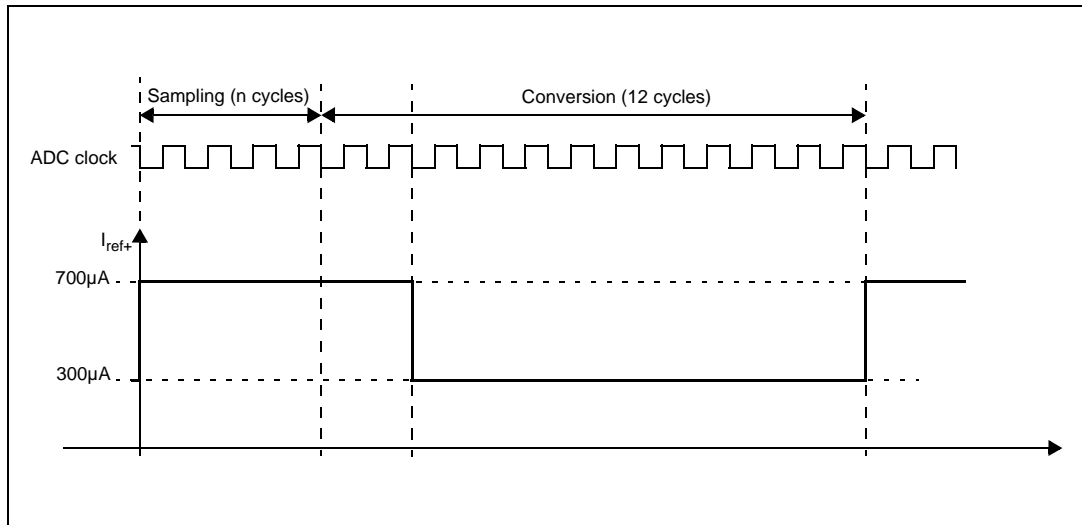 Sampling (n cycles)
Conversion (12 cycles)
ADC clock
Iref+
700µA
300µA